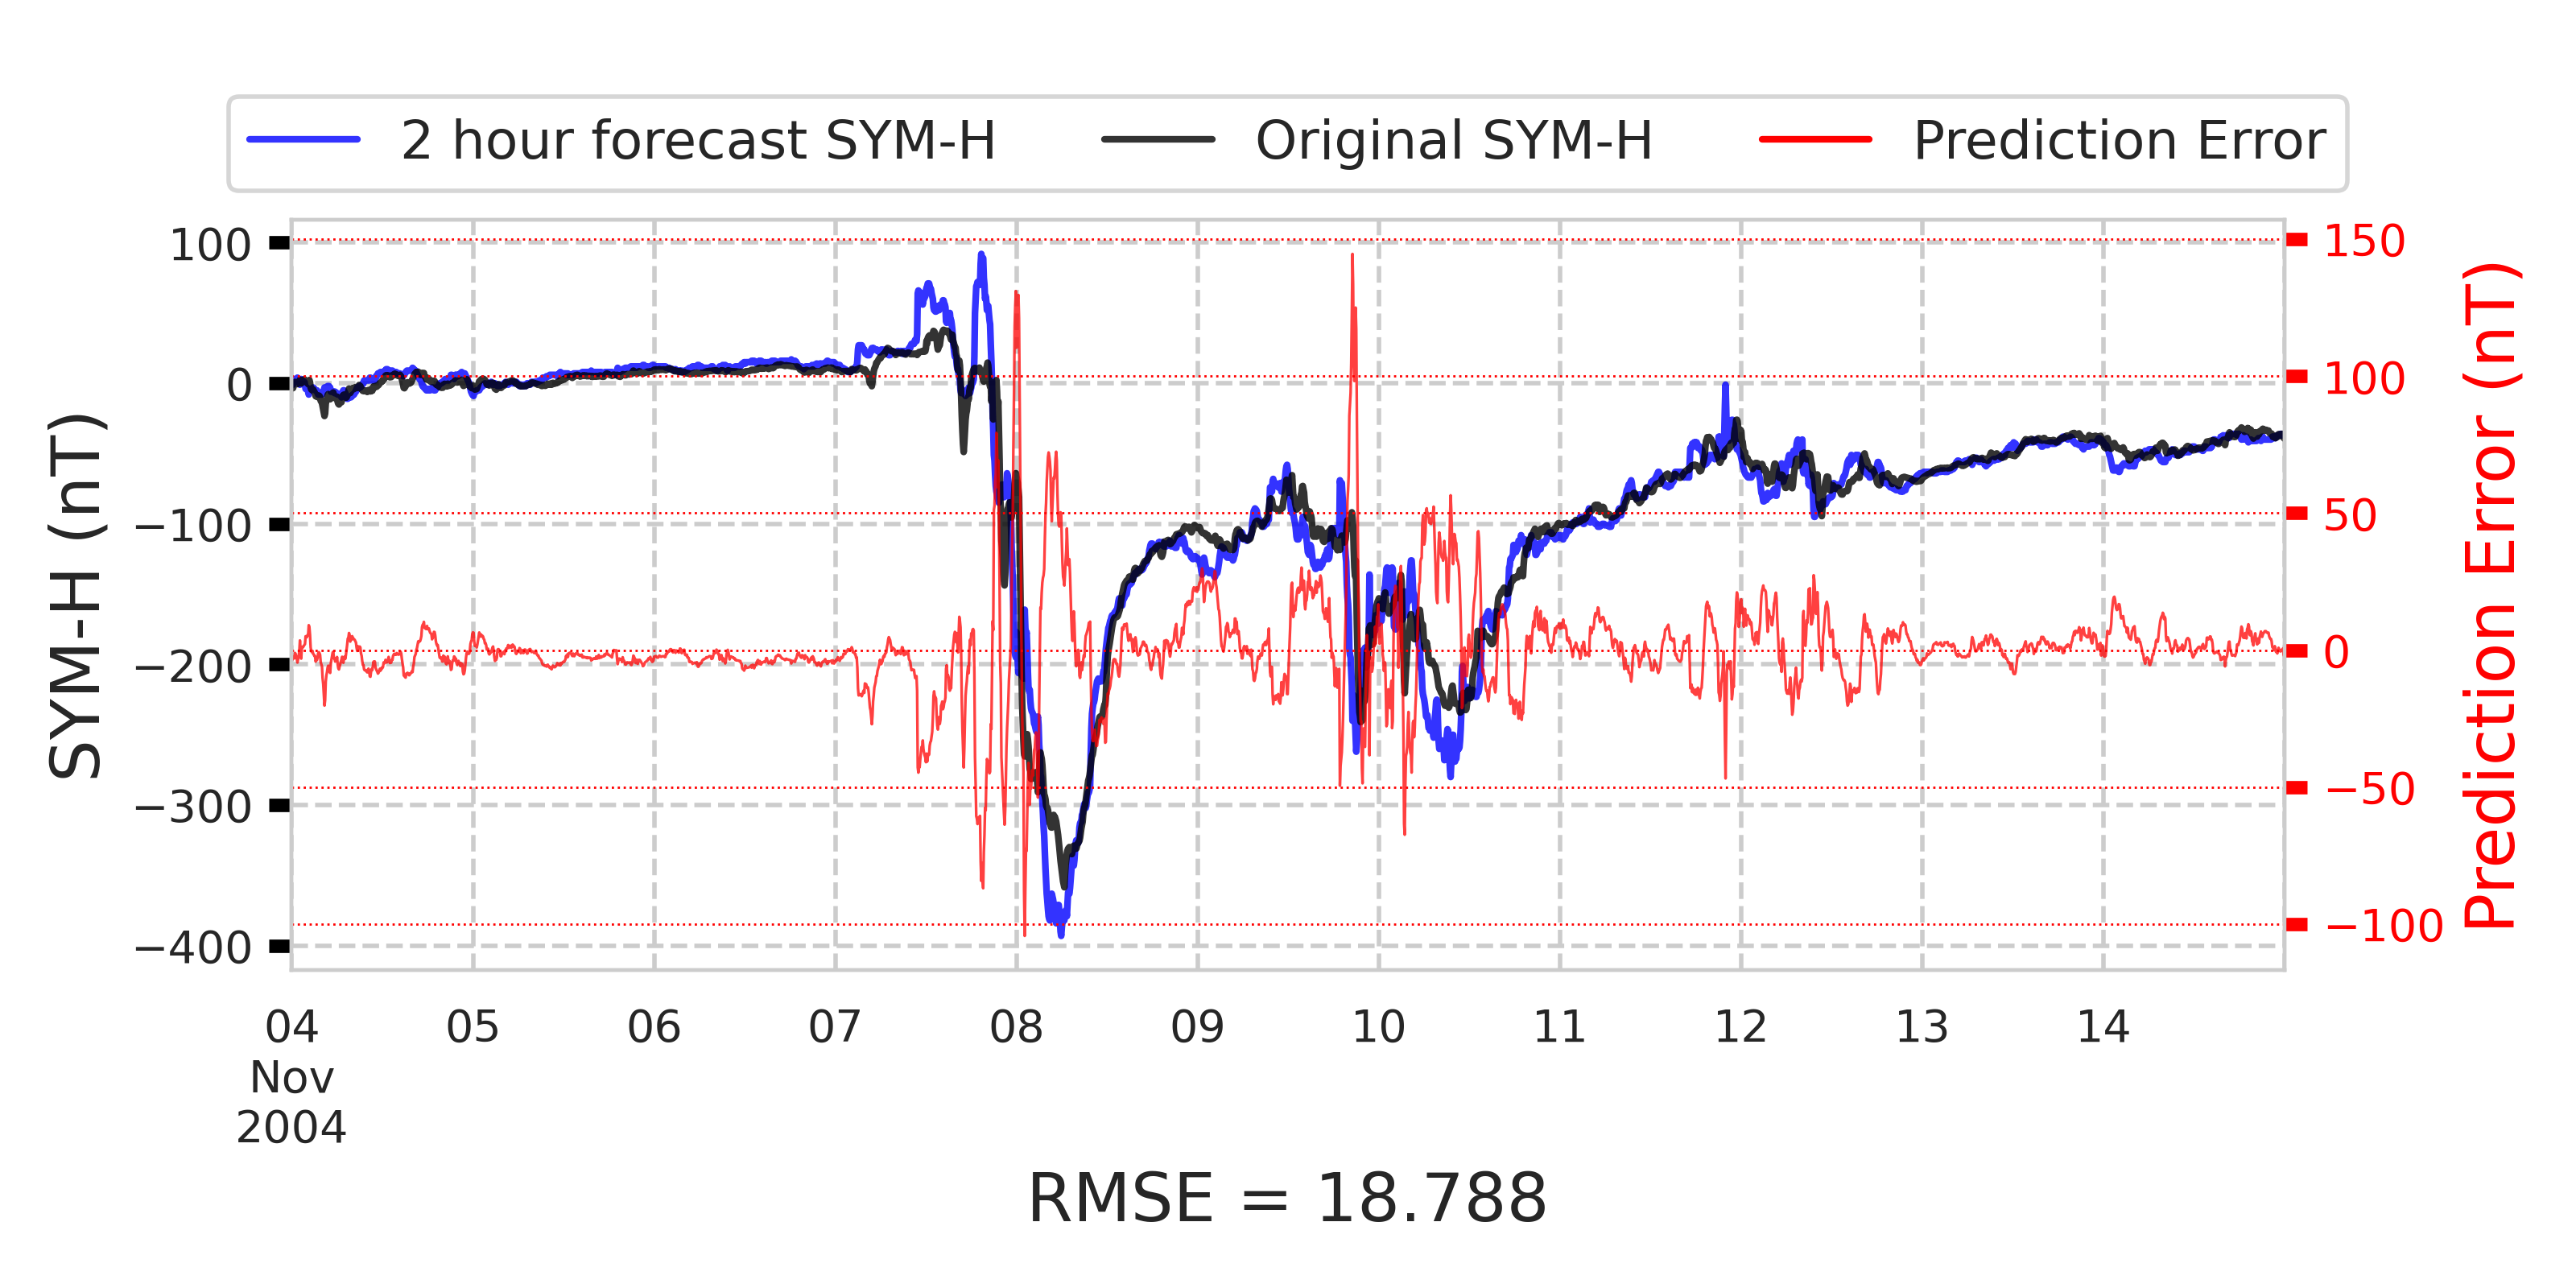 2 hour forecast SYM-H Original SYM-H Prediction Error
SYM-H (nT)
100
0
−100
−200
−300
−400
150
100
50
0
−50
−100
Prediction Error (nT)
04 05 06 07 08 09 10 11 12 13 14
Nov
2004
RMSE = 18.788